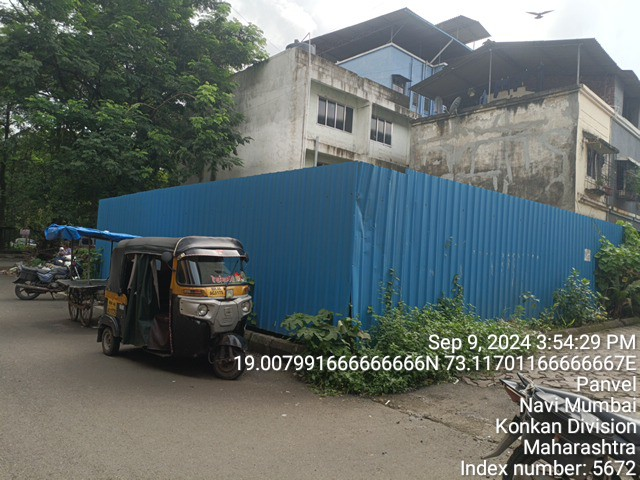 Sep 9, 2024 3:54:29 PM
19.007991666666666N 73.11701166666667E
Panvel
Navi Mumbai
Konkan Division
Maharashtra
Index number: 5672